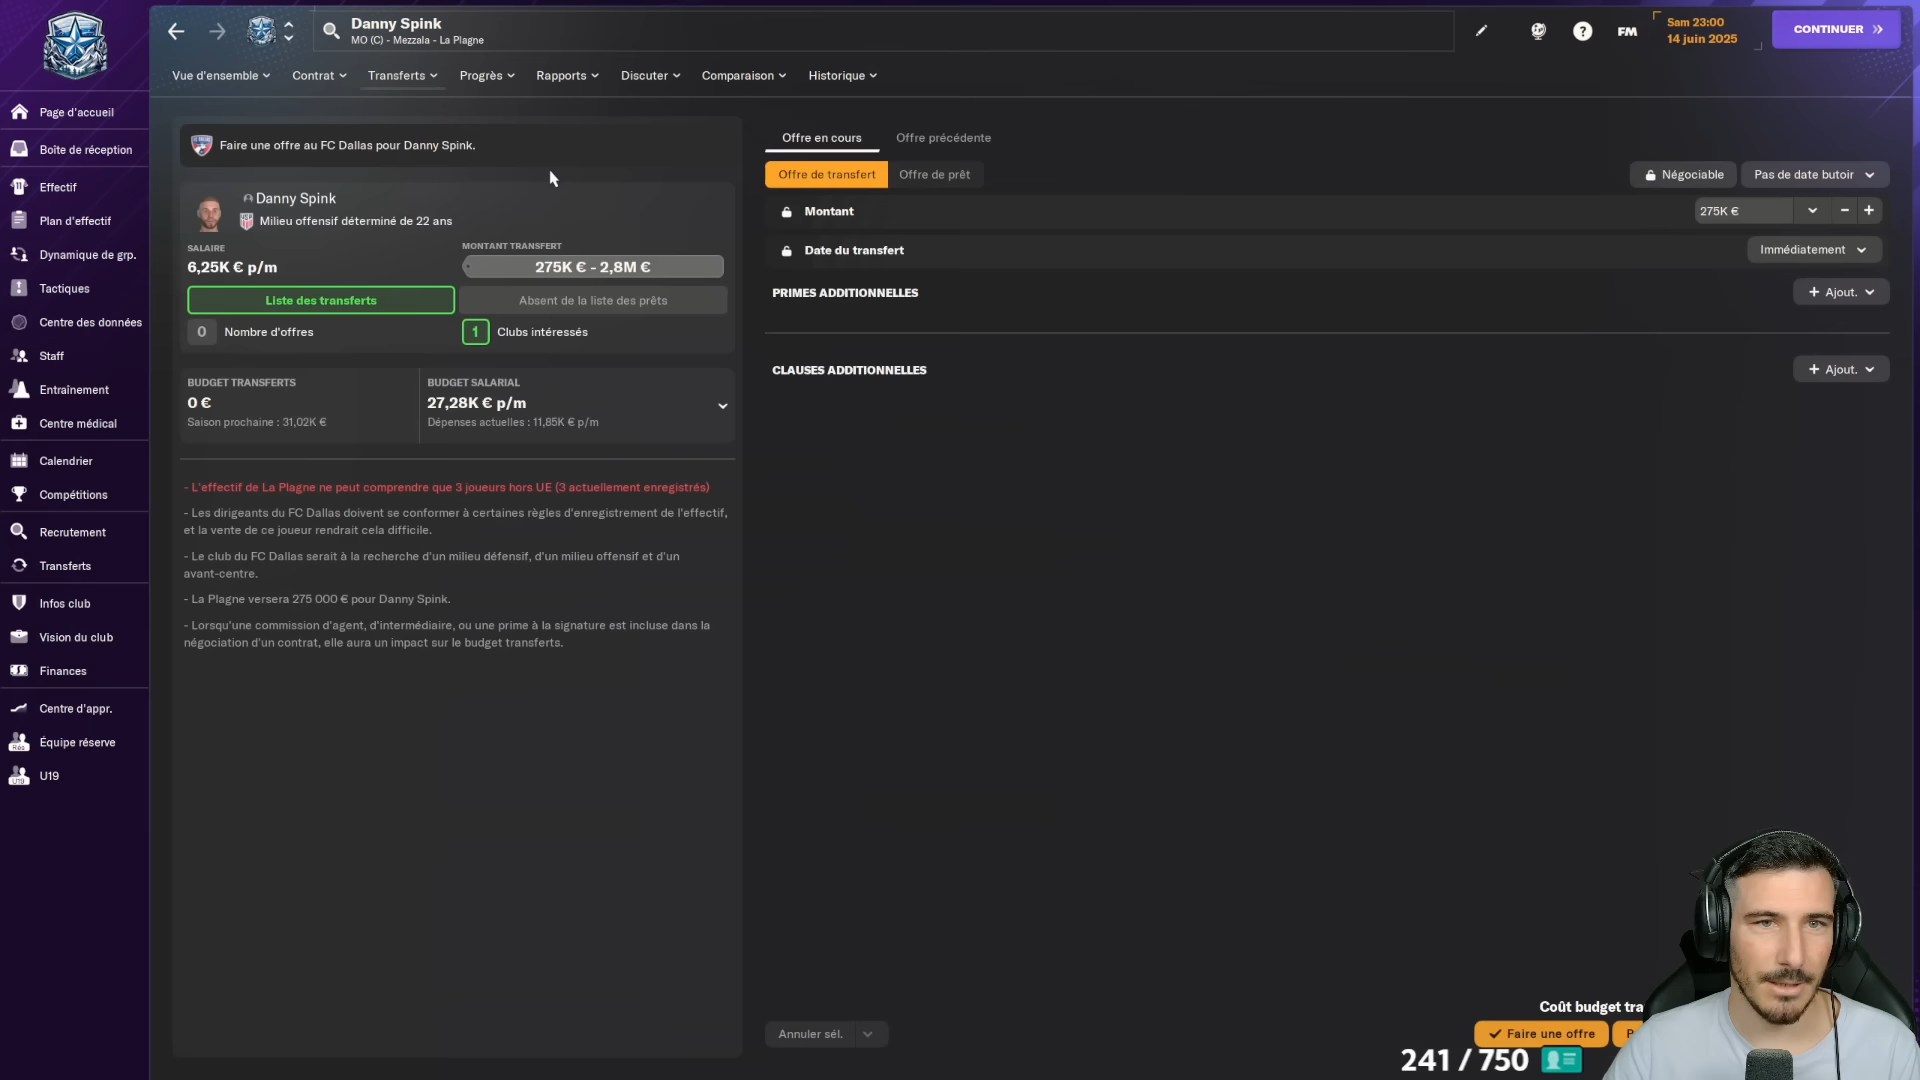 Danny Spink
MO (C) - Mezzala - La Plagne
FM
Sam 23:00
14 juin 2025
CONTINUER
Vue d'ensemble
Contrat
Transferts
Progrès
Rapports
Discuter
Comparaison
Historique
Page d'accueil
Boîte de réception
Effectif
Plan d'effectif
Dynamique de grp.
Tactiques
Centre des données
Staff
Entraînement
Centre médical
Calendrier
Compétitions
Recrutement
Transferts
Infos club
Vision du club
Finances
Centre d'appr.
Équipe réserve
U19
Faire une offre au FC Dallas pour Danny Spink.
Danny Spink
Milieu offensif déterminé de 22 ans
SALAIRE
6,25K € p/m
MONTANT TRANSFERT
275K € - 2,8M €
Liste des transferts
Absent de la liste des prêts
0 Nombre d'offres
1 Clubs intéressés
BUDGET TRANSFERTS
0 €
Saison prochaine : 31,02K €
BUDGET SALARIAL
27,28K € p/m
Dépenses actuelles : 11,85K € p/m
- L'effectif de La Plagne ne peut comprendre que 3 joueurs hors UE (3 actuellement enregistrés)
- Les dirigeants du FC Dallas doivent se conformer à certaines règles d'enregistrement de l'effectif,
et la vente de ce joueur rendrait cela difficile.
- Le club du FC Dallas serait à la recherche d'un milieu défensif, d'un milieu offensif et d'un
avant-centre.
- La Plagne versera 275 000 € pour Danny Spink.
- Lorsqu'une commission d'agent, d'intermédiaire, ou une prime à la signature est incluse dans la
négociation d'un contrat, elle aura un impact sur le budget transferts.
Offre en cours
Offre précédente
Offre de transfert
Offre de prêt
Négociable
Pas de date butoir
Montant
275K €
Date du transfert
Immédiatement
PRIMES ADDITIONNELLES
+ Ajout.
CLAUSES ADDITIONNELLES
+ Ajout.
Coût budget tra
Annuler sél.
Faire une offre
241 / 750